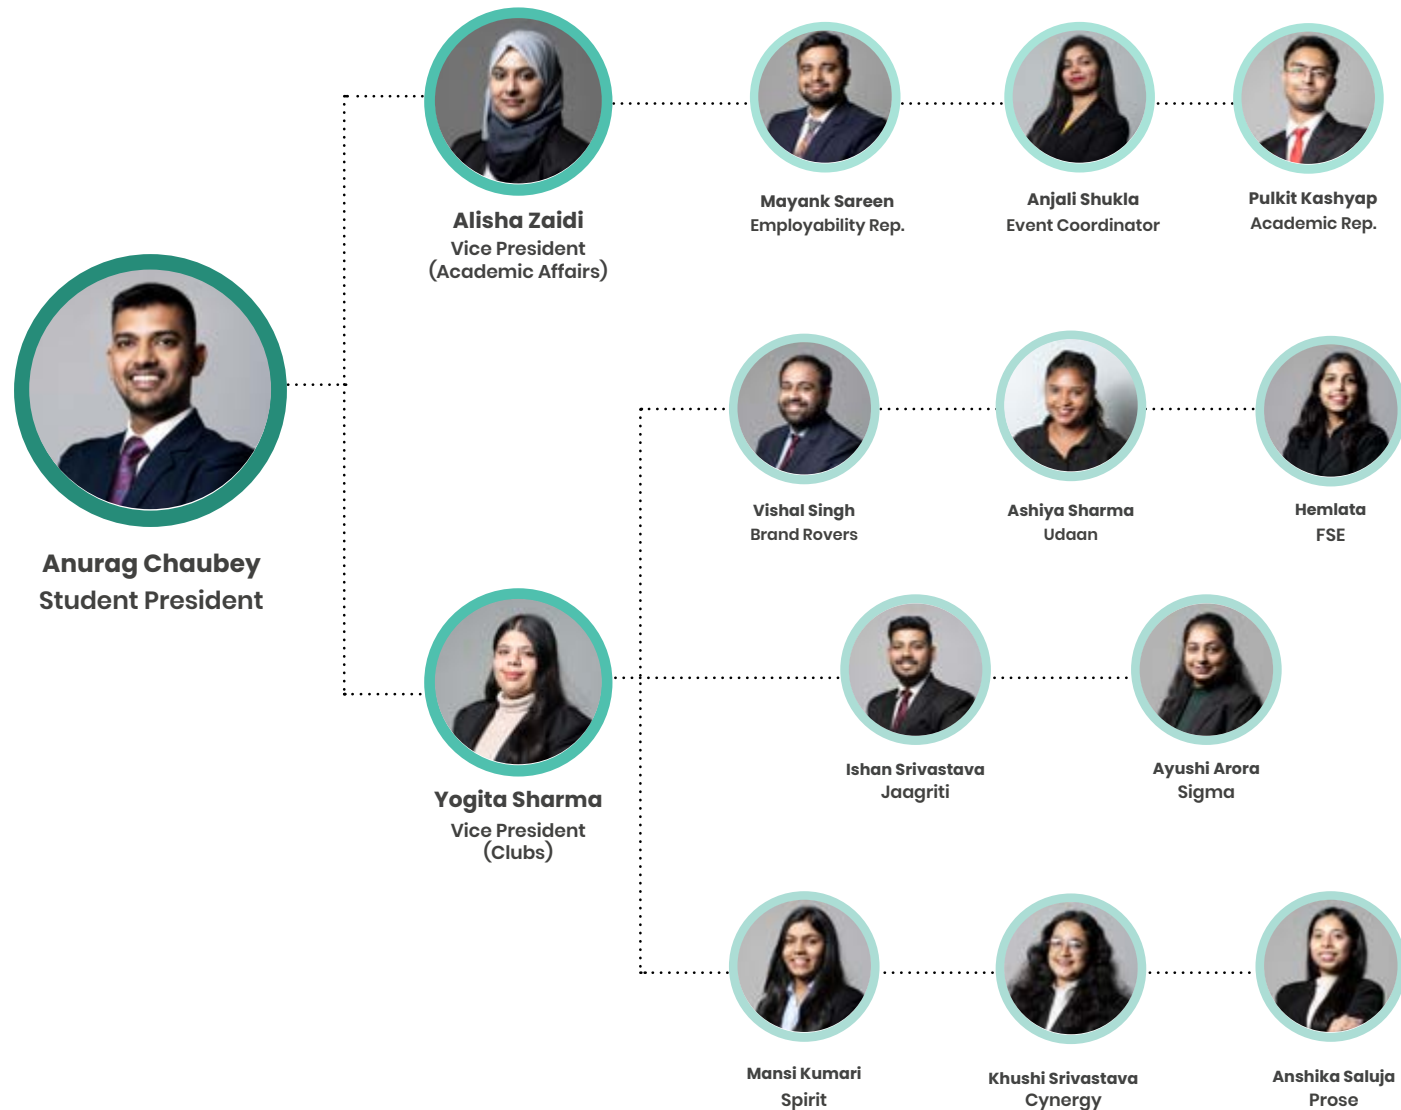 Alisha Zaidi
Vice President
(Academic Affairs)
Mayank Sareen
Employability Rep.
Anjali Shukla
Event Coordinator
Pulkit Kashyap
Academic Rep.
Anurag Chaubey
Student President
Vishal Singh
Brand Rovers
Ashiya Sharma
Udaan
Hemlata
FSE
Yogita Sharma
Vice President
(Clubs)
Ishan Srivastava
Jaagriti
Ayushi Arora
Sigma
Mansi Kumari
Spirit
Khushi Srivastava
Cynergy
Anshika Saluja
Prose